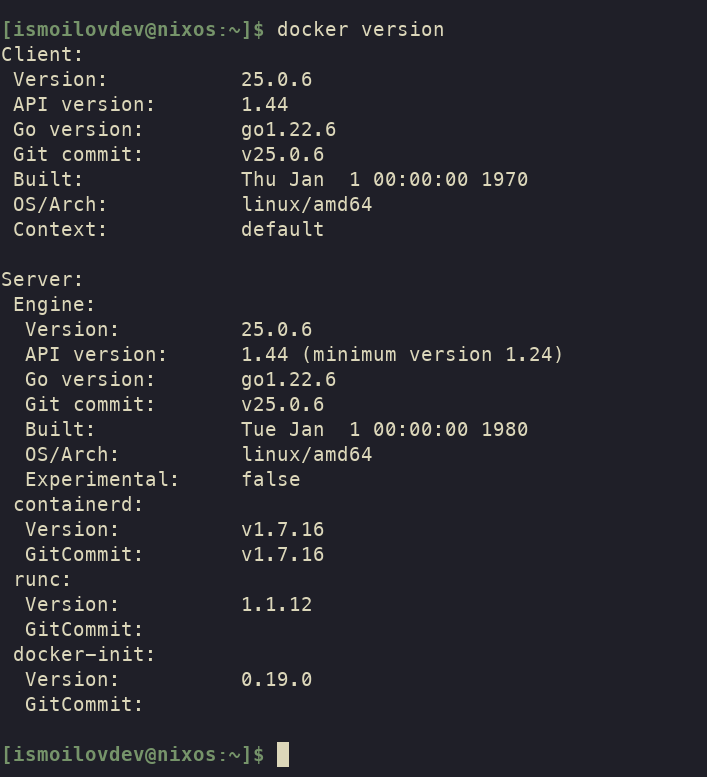 [ismoilovdev@nixos:~]$ docker version
Client:
 Version:           25.0.6
 API version:       1.44
 Go version:        go1.22.6
 Git commit:        v25.0.6
 Built:             Thu Jan  1 00:00:00 1970
 OS/Arch:           linux/amd64
 Context:           default

Server:
 Engine:
  Version:          25.0.6
  API version:      1.44 (minimum version 1.24)
  Go version:       go1.22.6
  Git commit:       v25.0.6
  Built:            Tue Jan  1 00:00:00 1980
  OS/Arch:          linux/amd64
  Experimental:     false
 containerd:
  Version:          v1.7.16
  GitCommit:        v1.7.16
 runc:
  Version:          1.1.12
  GitCommit:
 docker-init:
  Version:          0.19.0
  GitCommit:

[ismoilovdev@nixos:~]$